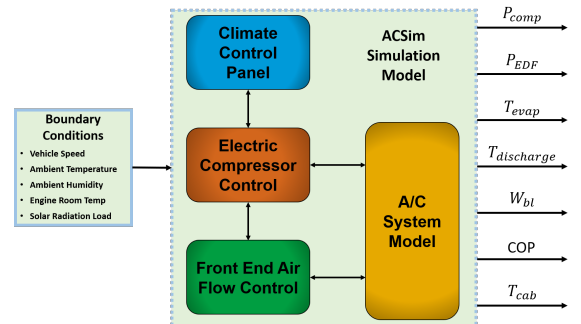 Climate
Control
Panel
ACSim
Simulation
Model
Boundary
Conditions
• Vehicle Speed
• Ambient Temperature
• Ambient Humidity
• Engine Room Temp
• Solar Radiation Load
Electric
Compressor
Control
A/C
System
Model
Front End Air
Flow Control
P_comp
P_EDF
T_evap
T_discharge
W_bl
COP
T_cab